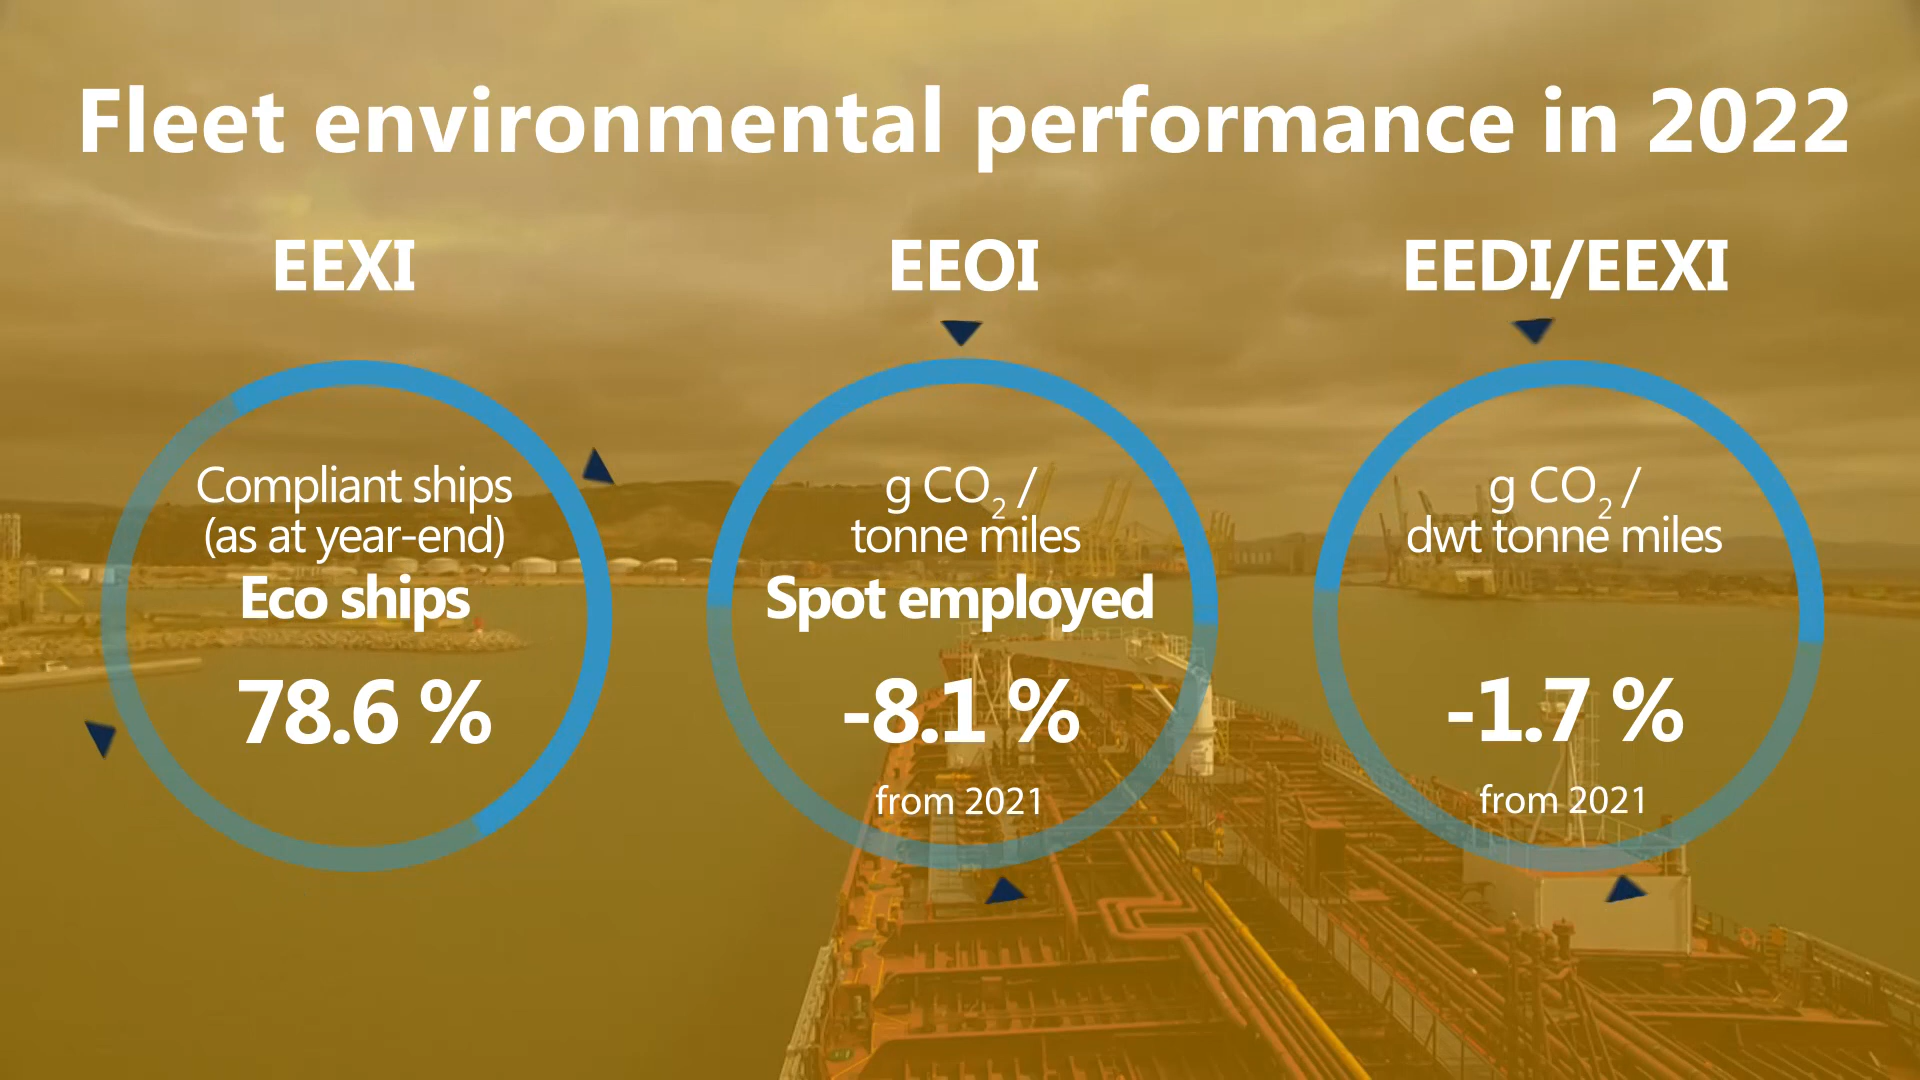 Fleet environmental performance in 2022
EEXI
Compliant ships
(as at year-end)
Eco ships
78.6 %
EEOI
g CO₂ /
tonne miles
Spot employed
-8.1 %
from 2021
EEDI/EEXI
g CO₂ /
dwt tonne miles
-1.7 %
from 2021